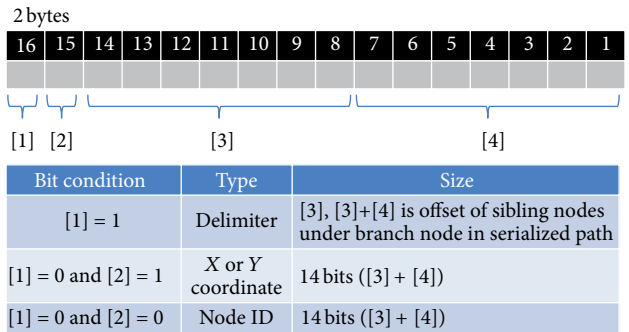 2 bytes
16 15 14 13 12 11 10 9 8 7 6 5 4 3 2 1
[1] [2] [3] [4]
Bit condition Type Size
[1] = 1 Delimiter [3], [3]+[4] is offset of sibling nodes
under branch node in serialized path
[1] = 0 and [2] = 1 X or Y
coordinate 14 bits ([3] + [4])
[1] = 0 and [2] = 0 Node ID 14 bits ([3] + [4])